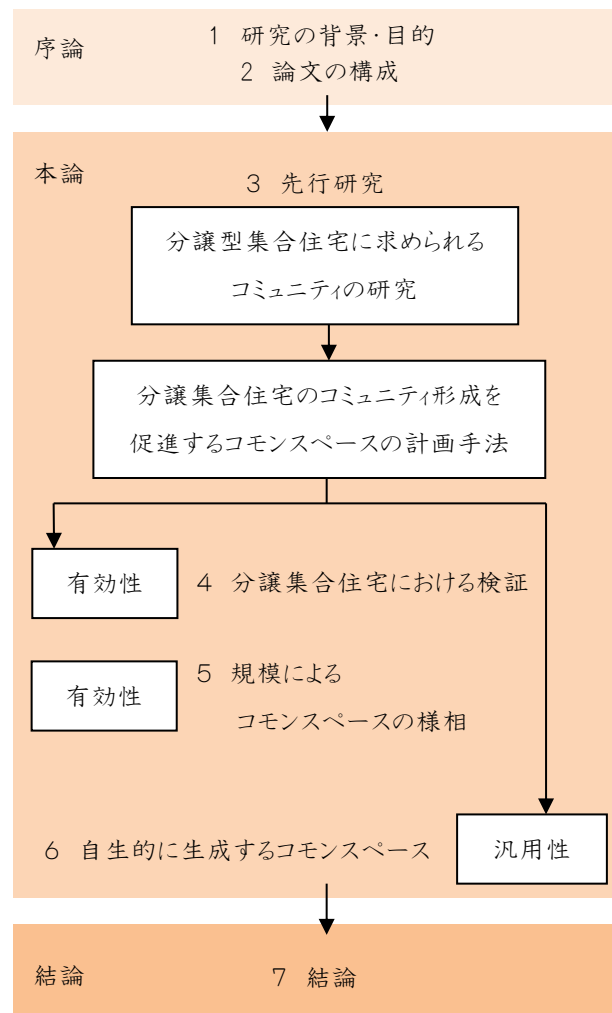 序論
1 研究の背景・目的
2 論文の構成
本論
3 先行研究
分譲型集合住宅に求められる
コミュニティの研究
分譲集合住宅のコミュニティ形成を
促進するコモンスペースの計画手法
有効性
4 分譲集合住宅における検証
有効性
5 規模による
コモンスペースの様相
6 自生的に生成するコモンスペース
汎用性
結論
7 結論